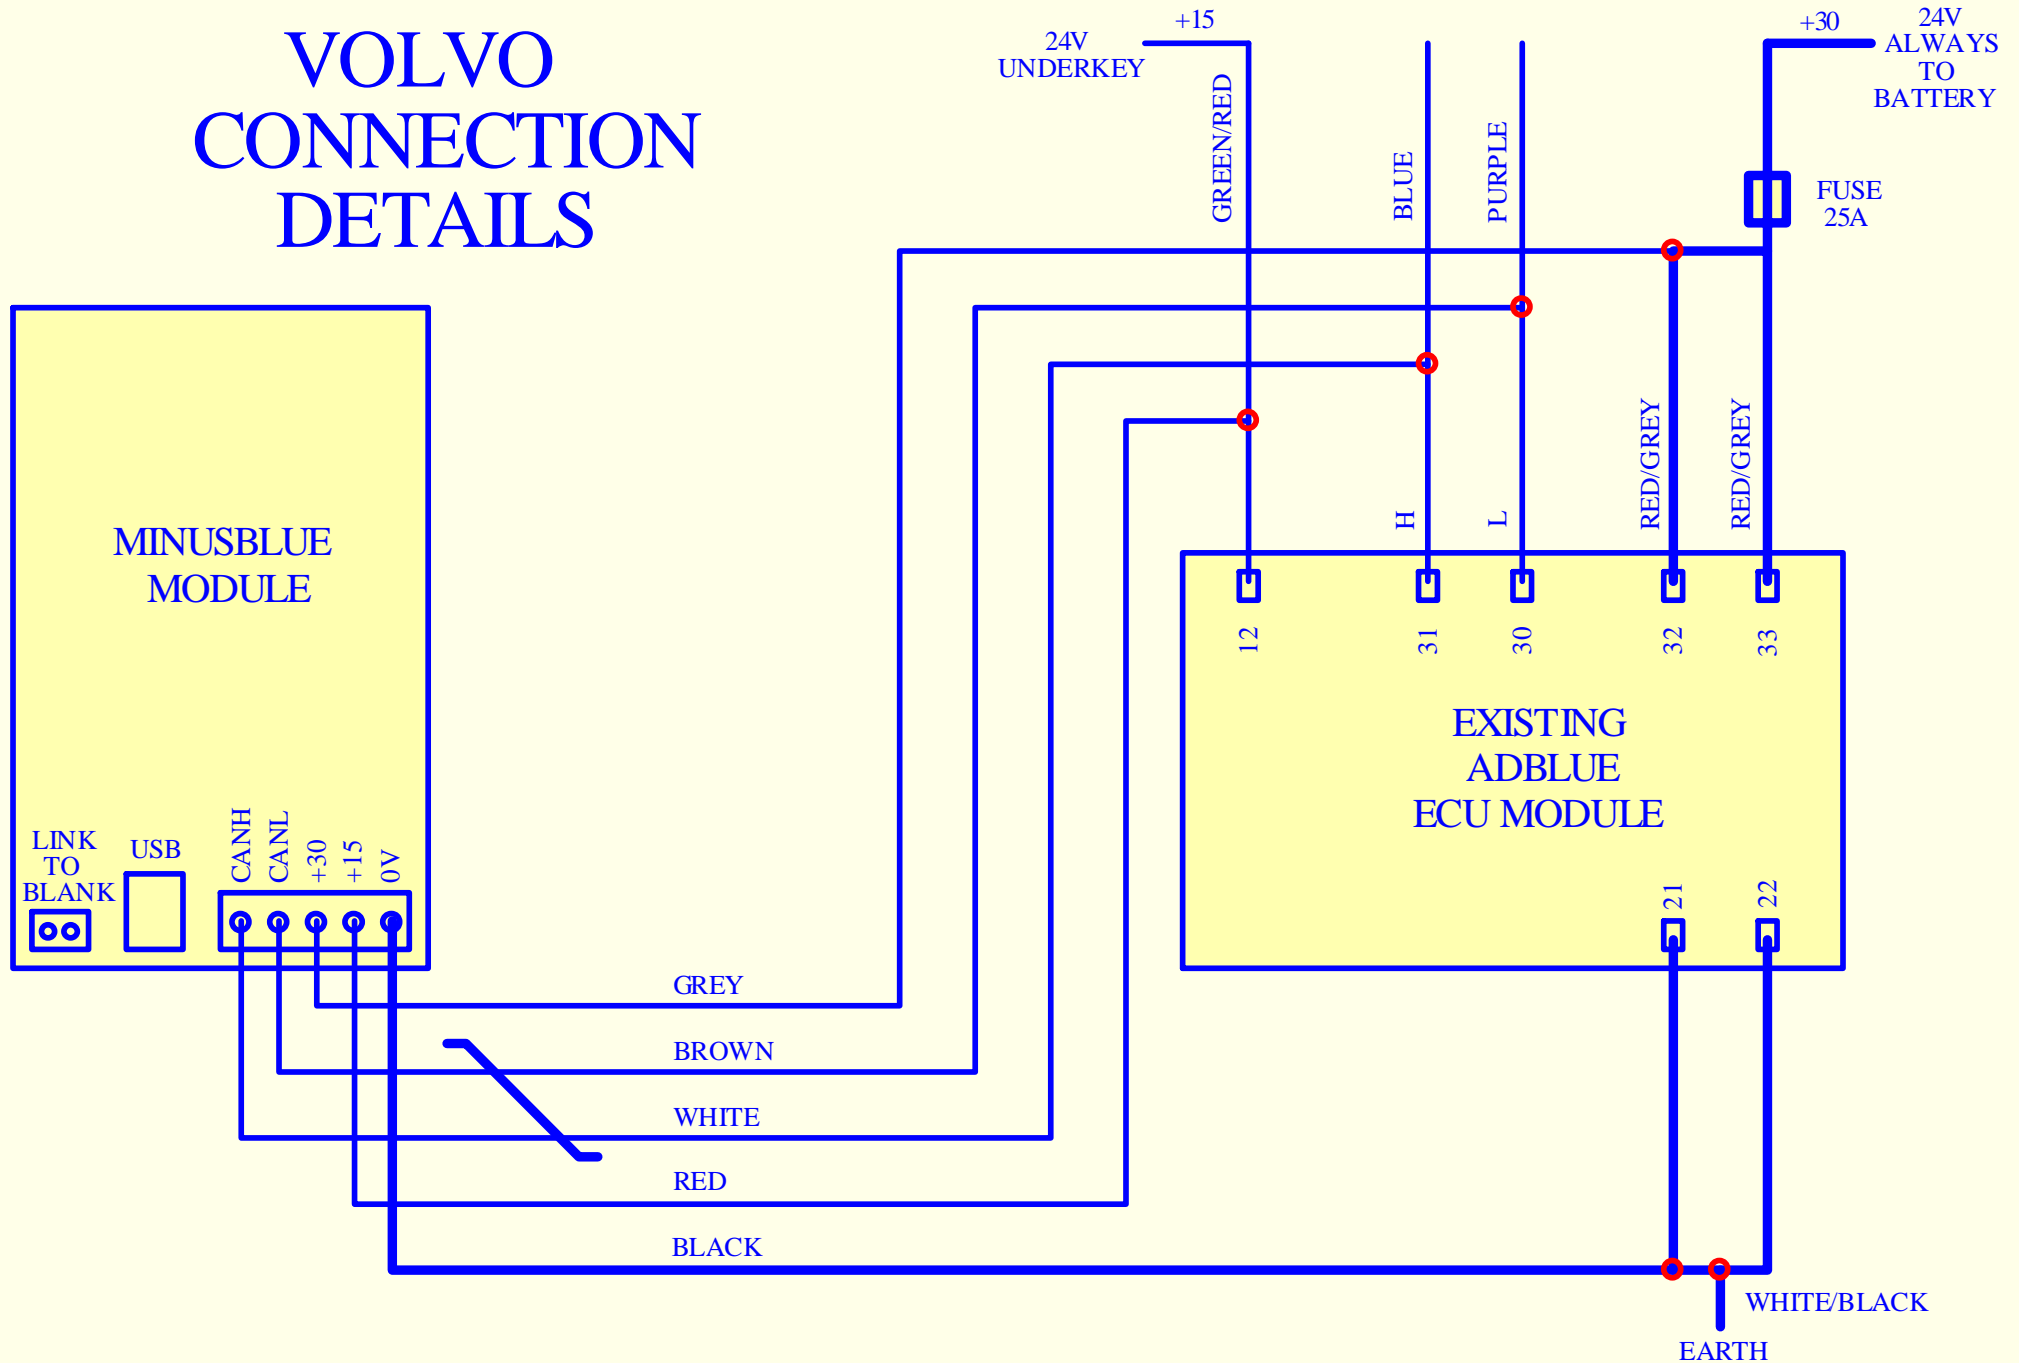 VOLVO
CONNECTION
DETAILS
+15
24V
UNDERKEY
+30
24V
ALWAYS
TO
BATTERY
GREEN/RED
BLUE
PURPLE
FUSE
25A
RED/GREY
RED/GREY
H
L
MINUSBLUE
MODULE
12
31
30
32
33
EXISTING
ADBLUE
ECU MODULE
LINK
TO
BLANK
USB
CANH
CANL
+30
+15
0V
21
22
GREY
BROWN
WHITE
RED
BLACK
WHITE/BLACK
EARTH